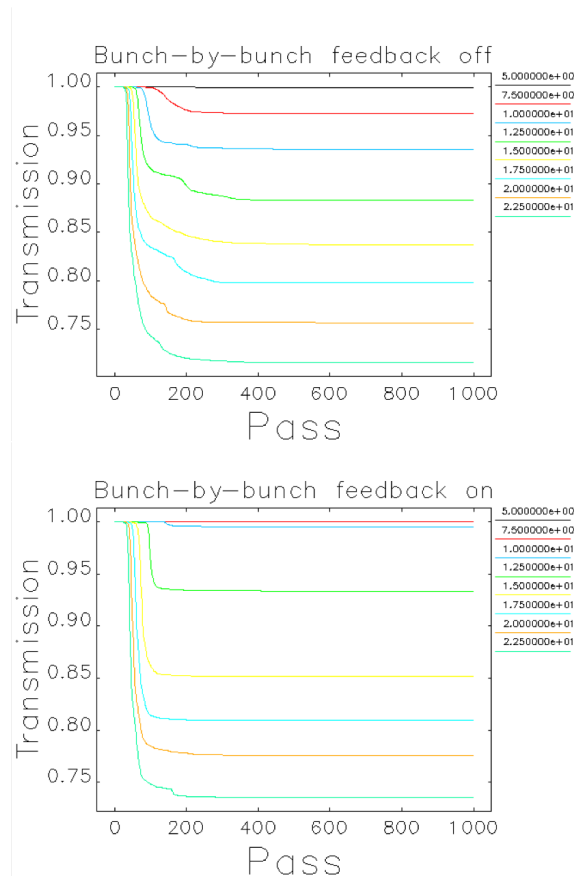 Bunch-by-bunch feedback off
Transmission
1.00
0.95
0.90
0.85
0.80
0.75
0
200
400
600
800
1000
Pass
5.000000e+00
7.500000e+00
1.000000e+01
1.250000e+01
1.500000e+01
1.750000e+01
2.000000e+01
2.250000e+01
Bunch-by-bunch feedback on
Transmission
1.00
0.95
0.90
0.85
0.80
0.75
0
200
400
600
800
1000
Pass
5.000000e+00
7.500000e+00
1.000000e+01
1.250000e+01
1.500000e+01
1.750000e+01
2.000000e+01
2.250000e+01